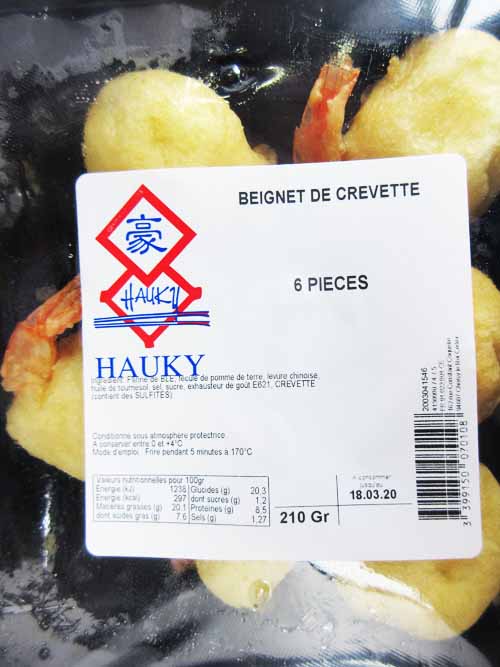 BEIGNET DE CREVETTE
豪
HAUKY
6 PIECES
HAUKY
Ingrédient: Farine de BLE, fécule de pomme de terre, levure chinoise,
huile de tournesol, sel, sucre, exhausteur de goût E621, CREVETTE
(contient des SULFITES)
Conditionné sous atmosphère protectrice.
A conserver entre 0 et +4°C
Mode d'emploi: Frire pendant 5 minutes à 170°C
Valeurs nutritionnelles pour 100gr
Energie (kJ) 1238 Glucides (g) 20.3
Energie (kcal) 297 dont sucres (g) 1.2
Matières grasses (g) 20.1 Protéines (g) 8.5
dont acides gras (g) 7.6 Sels (g) 1.27
210 Gr
A consommer
jusqu'au
18.03.20
2003041546
3 399150 070108